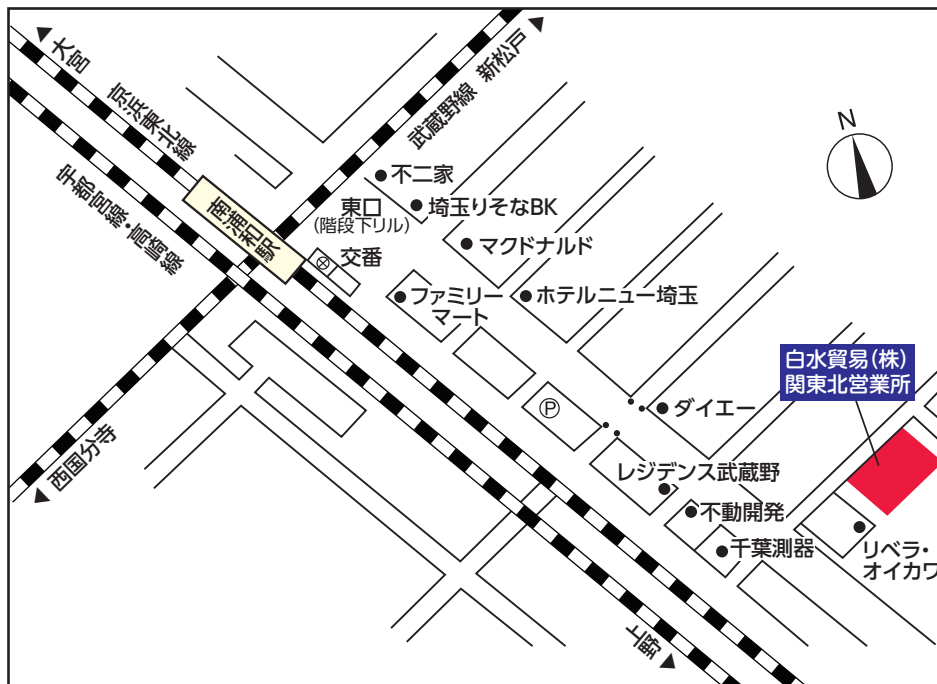 大宮
京浜東北線
宇都宮線・高崎線
武蔵野線 新松戸
N
南浦和駅
東口
(階段下リル)
交番
不二家
埼玉りそなBK
マクドナルド
ファミリー
マート
ホテルニュー埼玉
白水貿易(株)
関東北営業所
P
ダイエー
レジデンス武蔵野
不動開発
千葉測器
リベラ・
オイカワ
西国分寺
上野